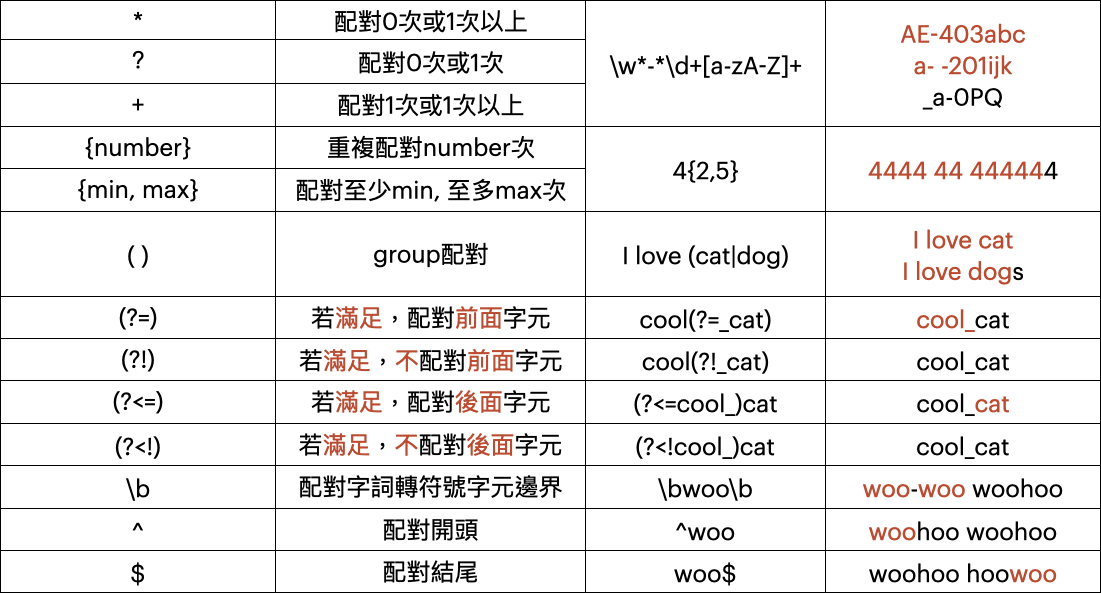 * 配對0次或1次以上
? 配對0次或1次
+ 配對1次或1次以上
\w*-*\d+[a-zA-Z]+
AE-403abc
a- -201ijk
_a-0PQ
{number} 重複配對number次
{min, max} 配對至少min, 至多max次
4{2,5} 4444 44 444444
( ) group配對 I love (cat|dog)
I love cat
I love dogs
(?=) 若滿足，配對前面字元 cool(?=_cat) cool_cat
(?!) 若滿足，不配對前面字元 cool(?!_cat) cool_cat
(?<=) 若滿足，配對後面字元 (?<=cool_)cat cool_cat
(?<!) 若滿足，不配對後面字元 (?<!cool_)cat cool_cat
\b 配對字詞轉符號字元邊界 \bwoo\b woo-woo woohoo
^ 配對開頭 ^woo woohoo woohoo
$ 配對結尾 woo$ woohoo hoowoo